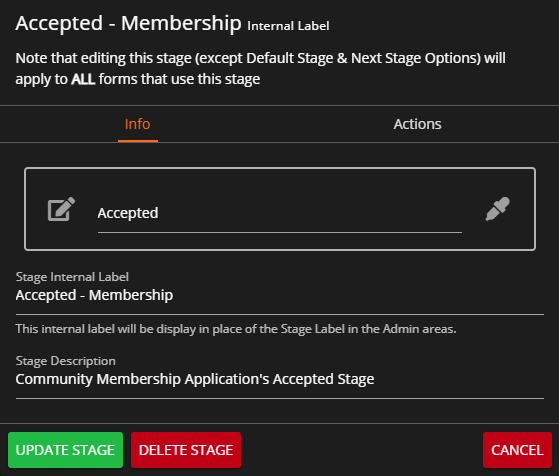 Accepted - Membership Internal Label
Note that editing this stage (except Default Stage & Next Stage Options) will
apply to ALL forms that use this stage
Info Actions
Accepted
Stage Internal Label
Accepted - Membership
This internal label will be display in place of the Stage Label in the Admin areas.
Stage Description
Community Membership Application's Accepted Stage
UPDATE STAGE DELETE STAGE CANCEL